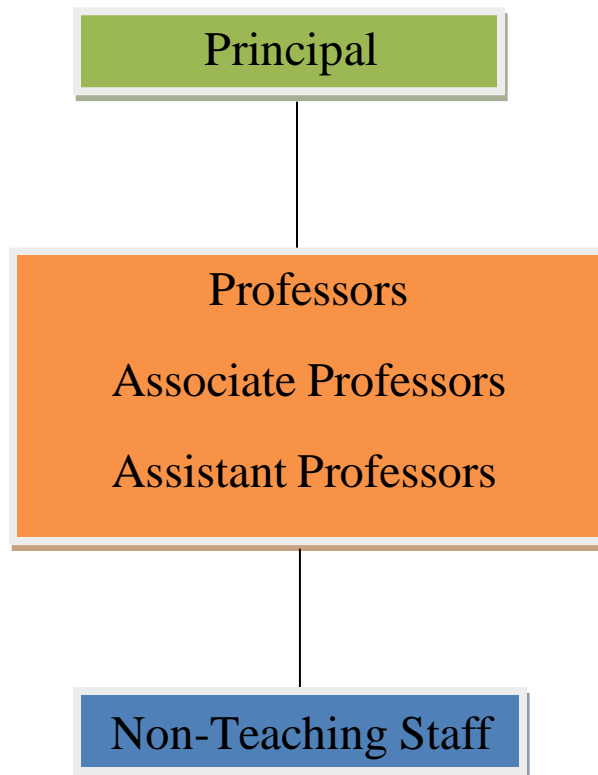 Principal
Professors
Associate Professors
Assistant Professors
Non-Teaching Staff